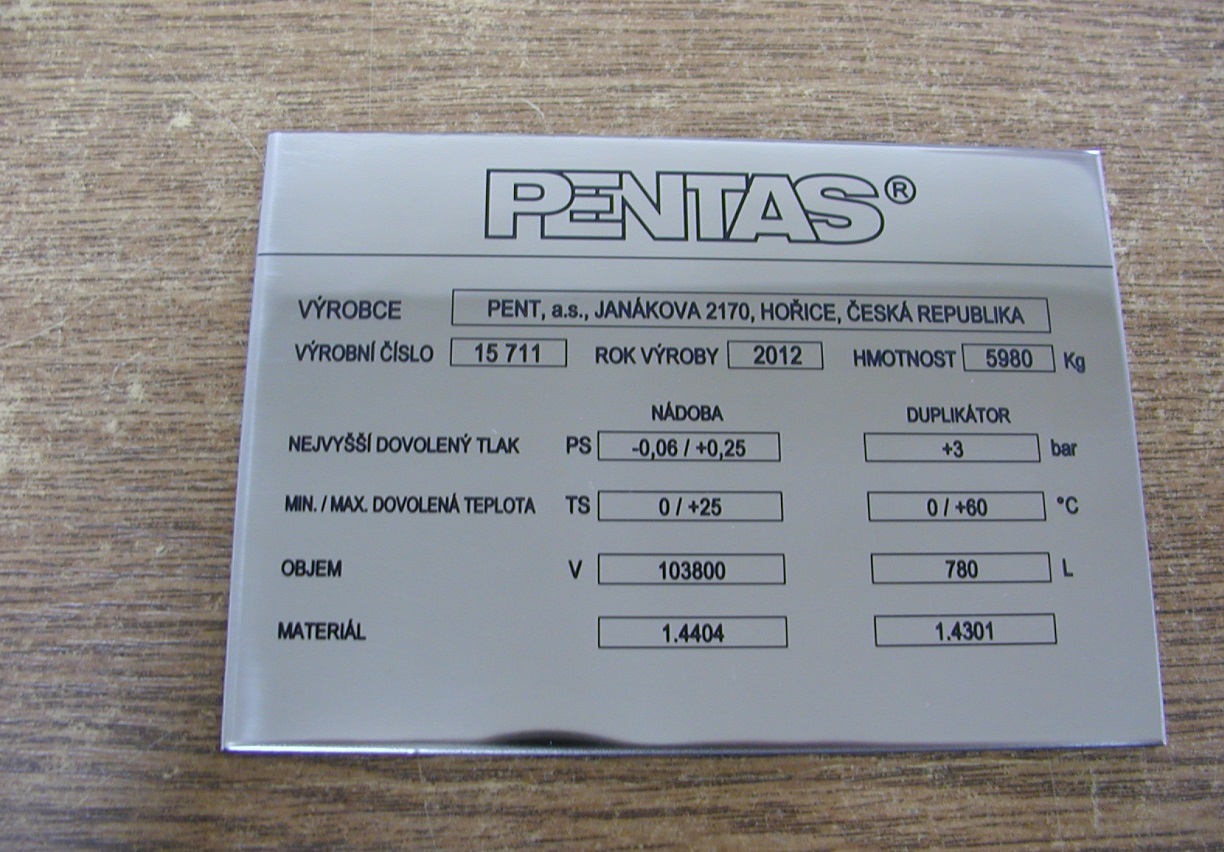 PENTAS®
VÝROBCE PENT, a.s., JANÁKOVA 2170, HOŘICE, ČESKÁ REPUBLIKA
VÝROBNÍ ČÍSLO 15 711 ROK VÝROBY 2012 HMOTNOST 5980 Kg
NÁDOBA DUPLIKÁTOR
NEJVYŠŠÍ DOVOLENÝ TLAK PS -0,06 / +0,25 +3 bar
MIN. / MAX. DOVOLENÁ TEPLOTA TS 0 / +25 0 / +60 °C
OBJEM V 103800 780 L
MATERIÁL 1.4404 1.4301